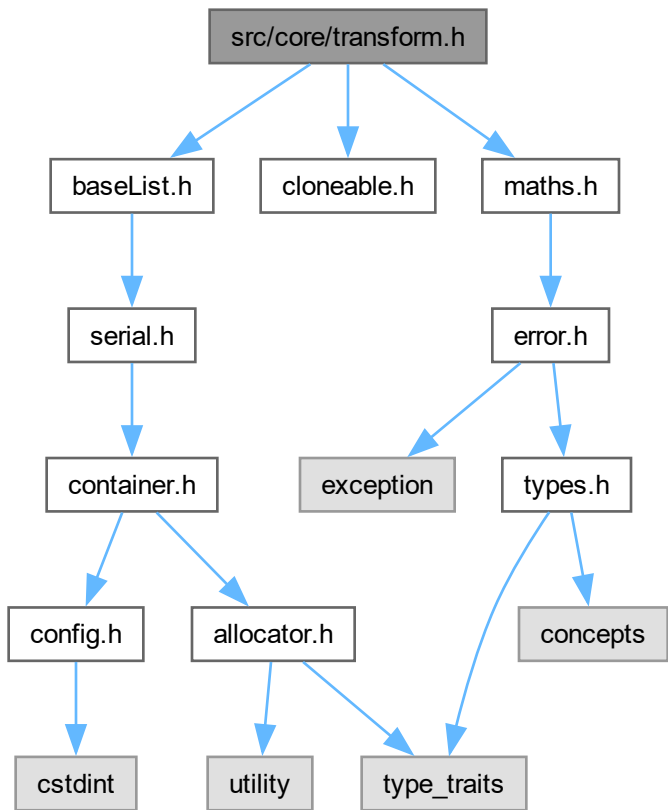 src/core/transform.h
baseList.h
cloneable.h
maths.h
serial.h
error.h
container.h
exception
types.h
config.h
allocator.h
concepts
cstdint
utility
type_traits